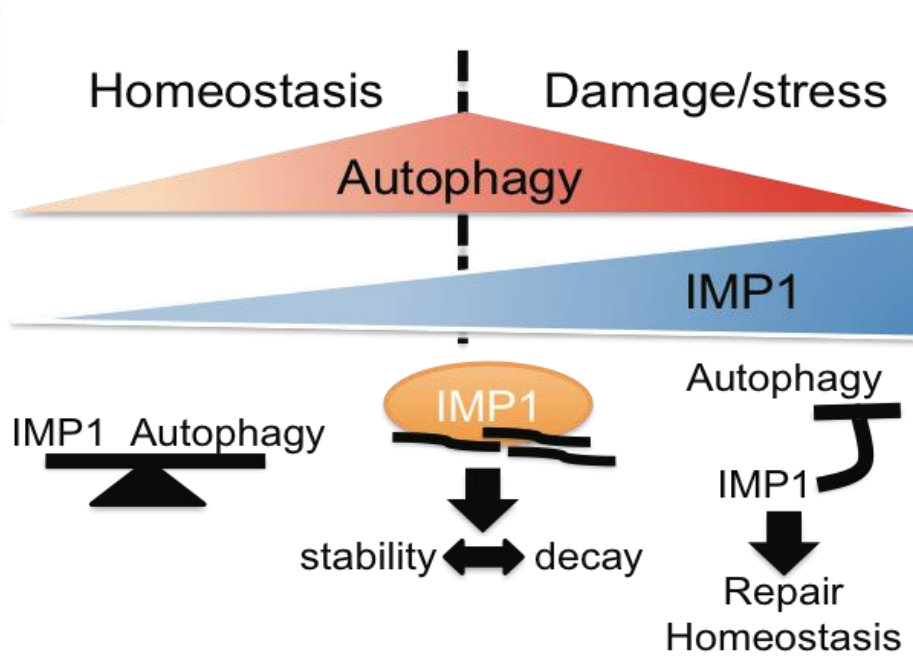 Homeostasis
Damage/stress
Autophagy
IMP1
IMP1 Autophagy
IMP1
stability decay
Autophagy
IMP1
Repair
Homeostasis